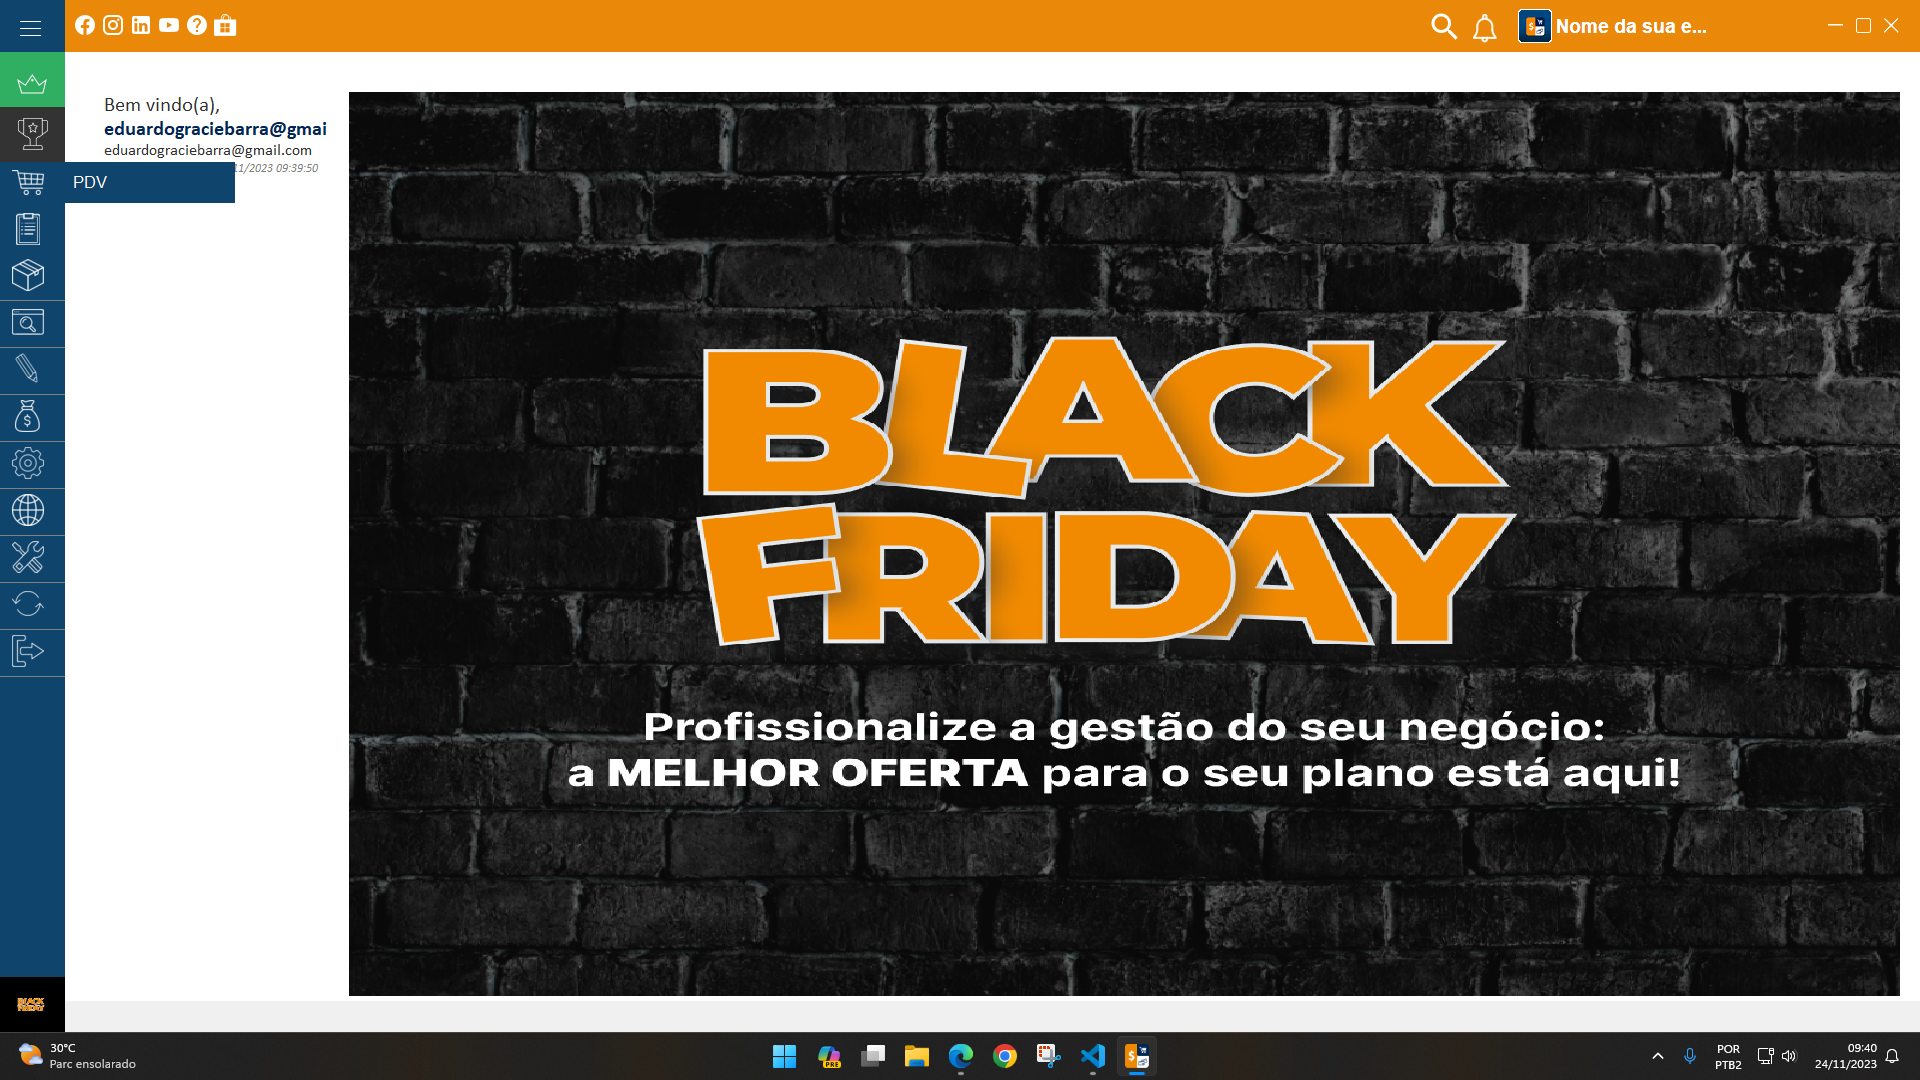 Nome da sua e...
Bem vindo(a),
eduardograciebarra@gmai
eduardograciebarra@gmail.com
11/2023 09:39:50
PDV
BLACK
FRIDAY
Profissionalize a gestão do seu negócio:
a MELHOR OFERTA para o seu plano está aqui!
BLACK
FRIDAY
30°C
Parc ensolarado
PRE
POR
PTB2
09:40
24/11/2023